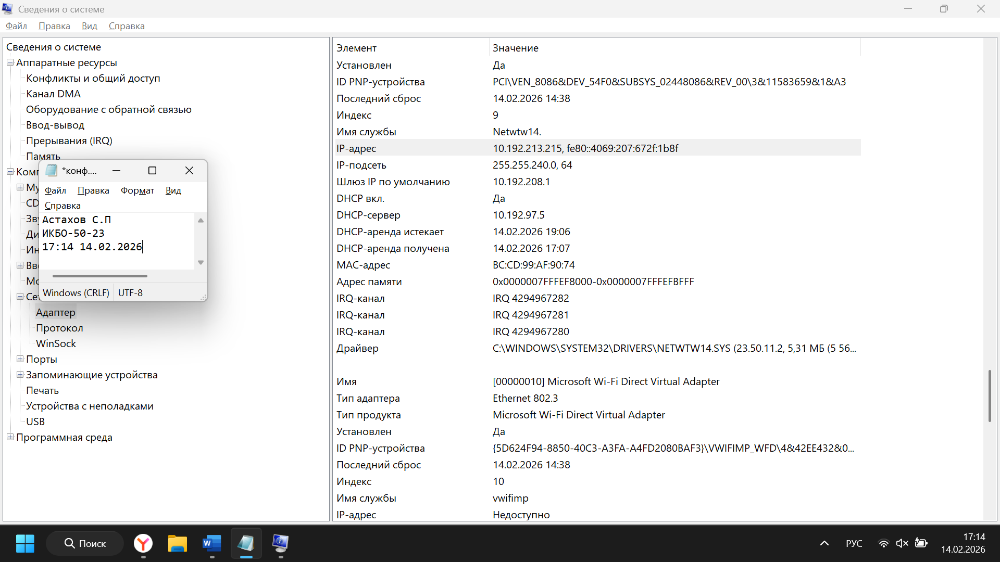 Сведения о системе
Файл Правка Вид Справка
Сведения о системе
Аппаратные ресурсы
Конфликты и общий доступ
Канал DMA
Оборудование с обратной связью
Ввод-вывод
Прерывания (IRQ)
Память
*конф....
Файл Правка Формат Вид
Справка
Астахов С.П
ИКБО-50-23
17:14 14.02.2026
Windows (CRLF) UTF-8
Адаптер
Протокол
WinSock
Порты
Запоминающие устройства
Печать
Устройства с неполадками
USB
Программная среда
Элемент Значение
Установлен Да
ID PNP-устройства PCI\VEN_8086&DEV_54F0&SUBSYS_02448086&REV_00\3&11583659&1&A3
Последний сброс 14.02.2026 14:38
Индекс 9
Имя службы Netwtw14.
IP-адрес 10.192.213.215, fe80::4069:207:672f:1b8f
IP-подсеть 255.255.240.0, 64
Шлюз IP по умолчанию 10.192.208.1
DHCP вкл. Да
DHCP-сервер 10.192.97.5
DHCP-аренда истекает 14.02.2026 19:06
DHCP-аренда получена 14.02.2026 17:07
MAC-адрес BC:CD:99:AF:90:74
Адрес памяти 0x0000007FFFEF8000-0x0000007FFFEFBFFF
IRQ-канал IRQ 4294967282
IRQ-канал IRQ 4294967281
IRQ-канал IRQ 4294967280
Драйвер C:\WINDOWS\SYSTEM32\DRIVERS\NETWTW14.SYS (23.50.11.2, 5,31 МБ (5 56...
Имя [00000010] Microsoft Wi-Fi Direct Virtual Adapter
Тип адаптера Ethernet 802.3
Тип продукта Microsoft Wi-Fi Direct Virtual Adapter
Установлен Да
ID PNP-устройства {5D624F94-8850-40C3-A3FA-A4FD2080BAF3}\VWIFIMP_WFD\4&42EE432&0...
Последний сброс 14.02.2026 14:38
Индекс 10
Имя службы vwifimp
IP-адрес Недоступно
Поиск
РУС
17:14
14.02.2026